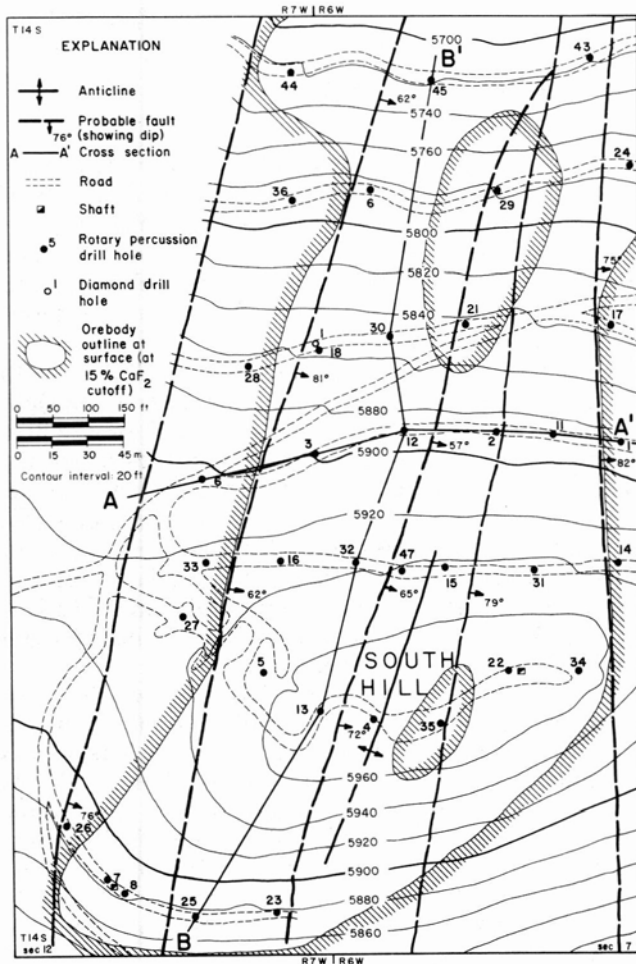 R7W | R6W
T14S
EXPLANATION
Anticline
Probable fault
(showing dip)
76°
A A' Cross section
Road
Shaft
5 Rotary percussion
drill hole
1 Diamond drill
hole
Orebody
outline at
surface (at
15% CaF2
cutoff)
0 50 100 150 ft
0 15 30 45 m
Contour interval: 20 ft
5700
B'
43
44
45
62°
5740
5760
24
36
6
29
5800
5820
75°
5840
21
17
30
1
18
28
81°
5880
A'
3
12
2
11
1
57°
5900
82°
6
A
5920
33
16
32
47
15
31
14
62°
65°
79°
27
SOUTH
HILL
5
22
34
13
4
35
72°
5960
5940
76°
26
5920
5900
7
8
5880
25
23
5860
B
T14S
sec 12
sec 7
R7W | R6W